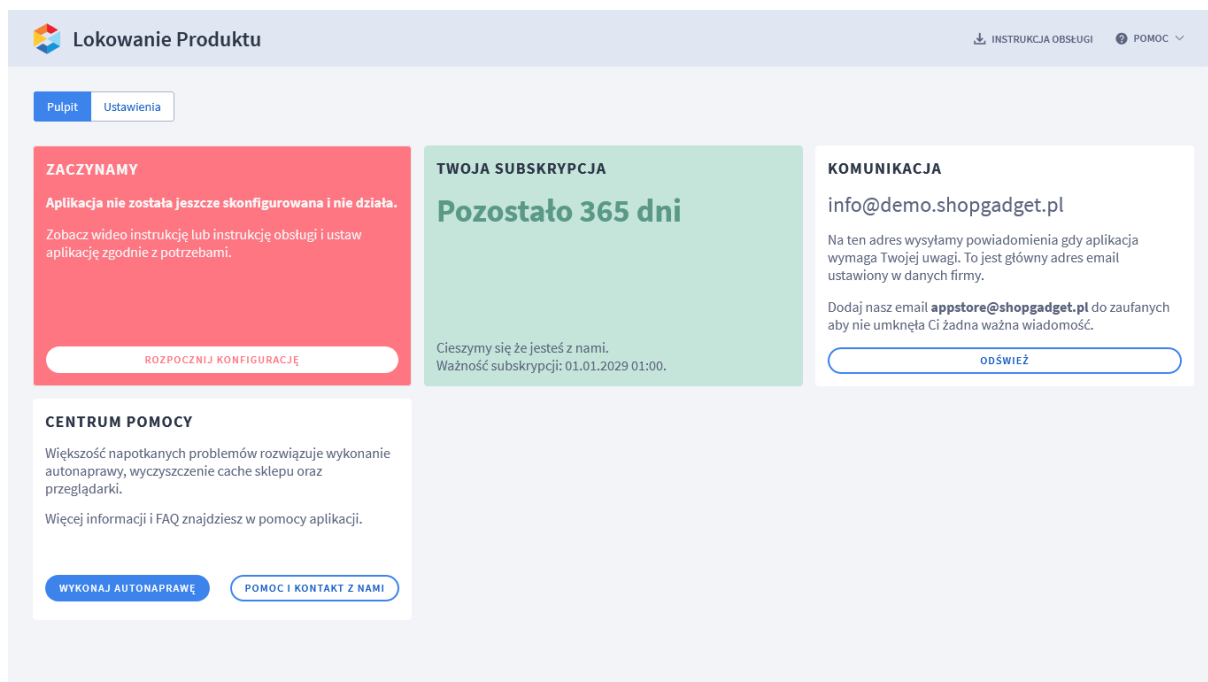 Lokowanie Produktu
INSTRUKCJA OBSŁUGI
POMOC
Pulpit
Ustawienia
ZACZYNAMY
Aplikacja nie została jeszcze skonfigurowana i nie działa.
Zobacz wideo instrukcję lub instrukcję obsługi i ustaw
aplikację zgodnie z potrzebami.
ROZPOCZNIJ KONFIGURACJĘ
TWOJA SUBSKRYPCJA
Pozostało 365 dni
Cieszymy się że jesteś z nami.
Ważność subskrypcji: 01.01.2029 01:00.
KOMUNIKACJA
info@demo.shopgadget.pl
Na ten adres wysyłamy powiadomienia gdy aplikacja
wymaga Twojej uwagi. To jest główny adres email
ustawiony w danych firmy.
Dodaj nasz email appstore@shopgadget.pl do zaufanych
aby nie umknęła Ci żadna ważna wiadomość.
ODŚWIEŻ
CENTRUM POMOCY
Większość napotkanych problemów rozwiązuje wykonanie
autonaprawy, wyczyszczenie cache sklepu oraz
przeglądarki.
Więcej informacji i FAQ znajdziesz w pomocy aplikacji.
WYKONAJ AUTONAPRAWĘ
POMOC I KONTAKT Z NAMI